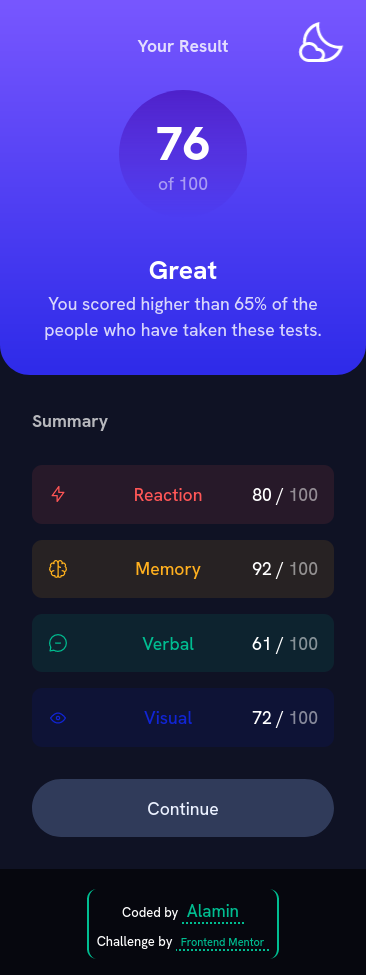 Your Result
76
of 100
Great
You scored higher than 65% of the
people who have taken these tests.
Summary
Reaction 80 / 100
Memory 92 / 100
Verbal 61 / 100
Visual 72 / 100
Continue
Coded by Alamin
Challenge by Frontend Mentor